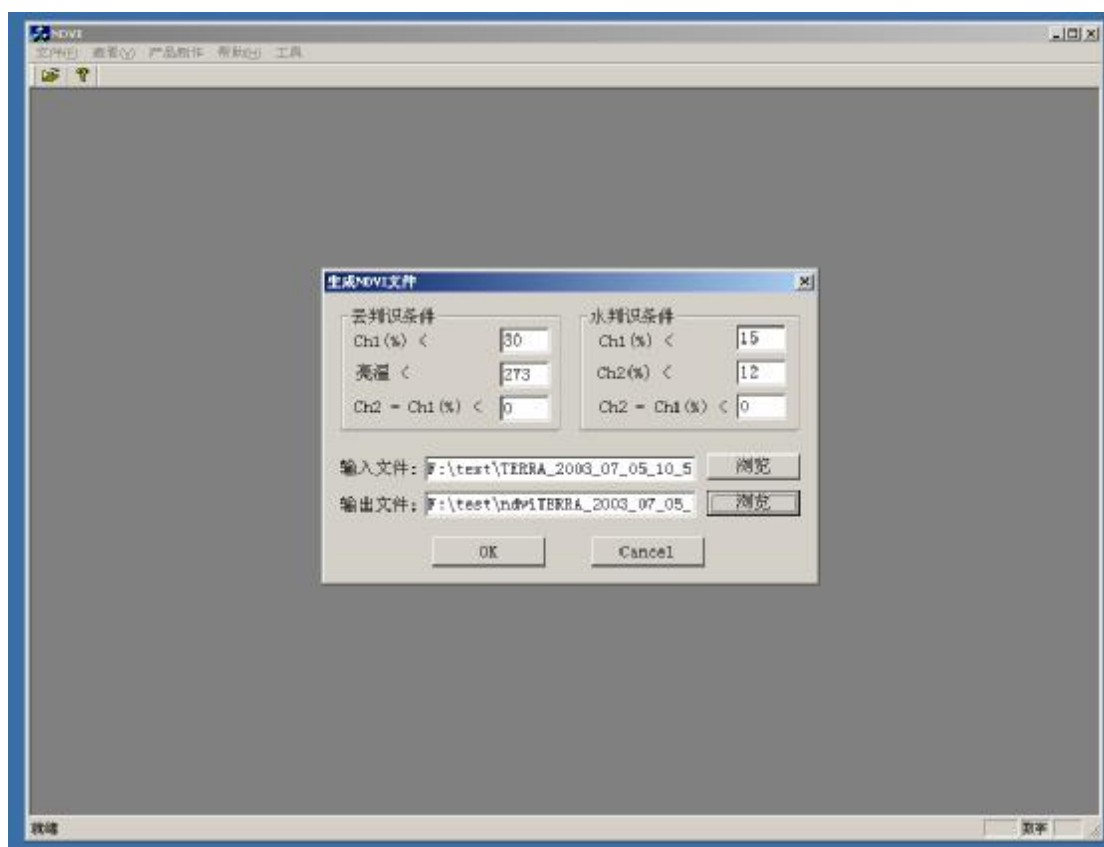 NDVI
文件(F) 查看(V) 产品制作 帮助(H) 工具
生成NDVI文件
云判识条件
Ch1(%) < 30
亮温 < 273
Ch2 - Ch1(%) < 0
水判识条件
Ch1(%) < 15
Ch2(%) < 12
Ch2 - Ch1(%) < 0
输入文件: F:\test\TERRA_2003_07_05_10_5 浏览
输出文件: F:\test\ndviTERRA_2003_07_05_ 浏览
OK Cancel
就绪 数字